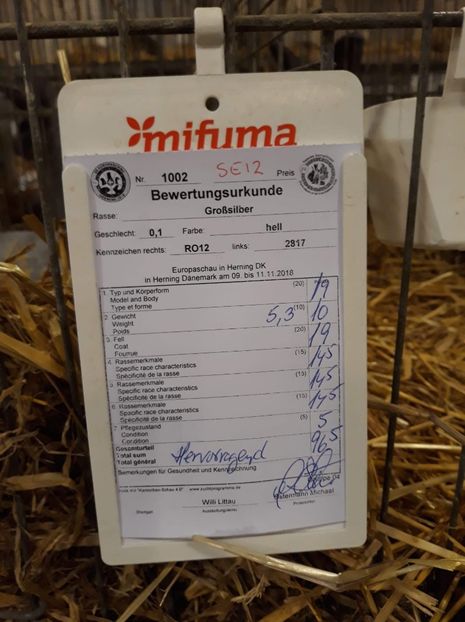 mifuma
Nr. 1002 SE12 Preis
Bewertungsurkunde
Rasse: Großsilber
Geschlecht: 0,1 Farbe: hell
Kennzeichen rechts: RO12 links: 2817
Europaschau in Herning DK
in Herning Dänemark am 09. bis 11.11.2018
1. Typ und Körperform (20) 19
Model and Body
Type et forme
2. Gewicht (10) 5,3 10
Weight
Poids
3. Fell (20) 19
Coat
Fourrue
4. Rassemerkmale (15) 14,5
Specific race characteristics
Spécificité de la rasse
5. Rassemerkmale (15) 14,5
Specific race characteristics
Spécificité de la rasse
6. Rassemerkmale (15) 14,5
Specific race characteristics
Spécificité de la rasse
7. Pflegezustand (5) 5
Condition
Condition
Gesamturteil 96,5
Total sum
Total général Hervorragend
Bemerkungen für Gesundheit und Kennzeichnung
Willi Littau
Ausstellungsleitung
Estermann Michael
Preisrichter